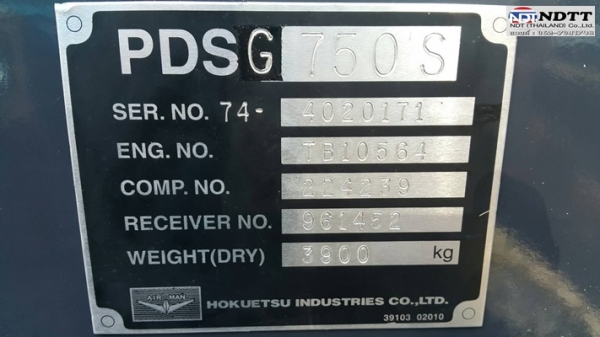 NDT NDTT
NDT (THAILAND) Co.,Ltd.
PDSG 750S
SER. NO. 74- 4020171
ENG. NO. TB10564
COMP. NO. 224239
RECEIVER NO. 961452
WEIGHT(DRY) 3900 kg
AIRMAN
HOKUETSU INDUSTRIES CO.,LTD.
39103 02010